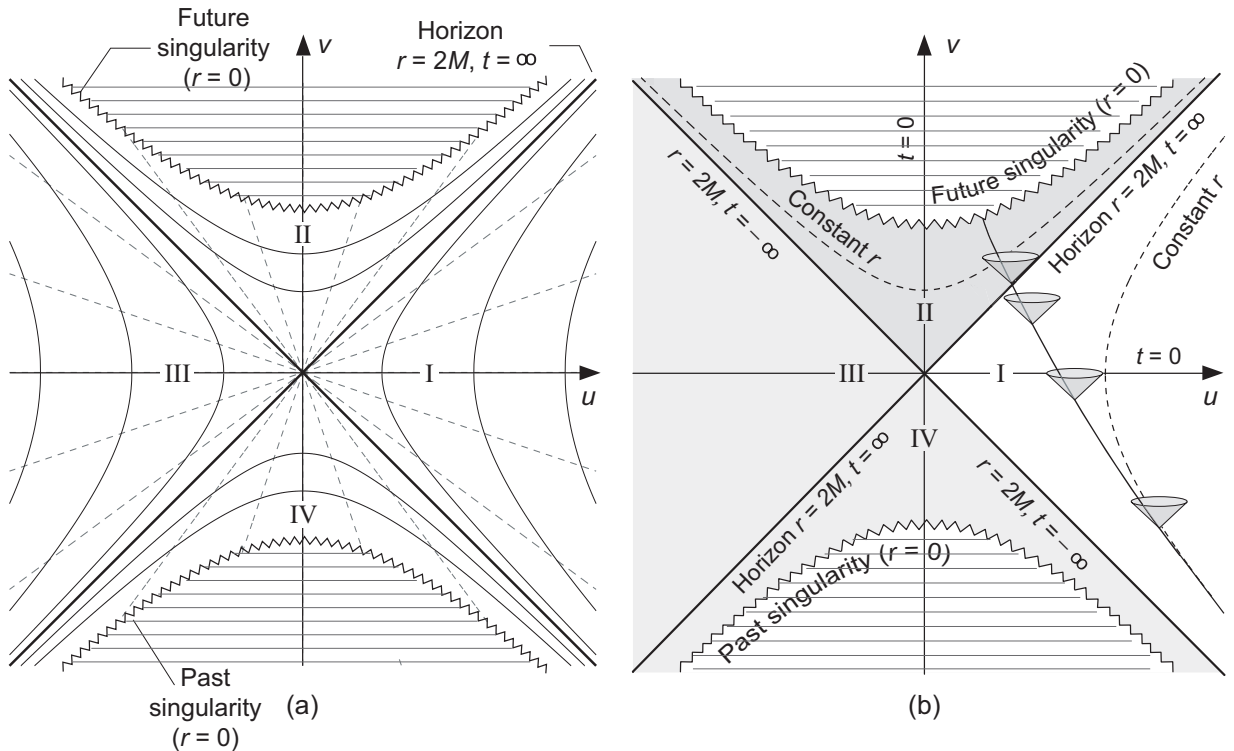 Future
singularity
(r = 0)
Horizon
r = 2M, t = ∞
v
II
III
I
u
IV
Past
singularity
(r = 0)
(a)
v
t = 0
Future singularity (r = 0)
r = 2M, t = – ∞
Constant r
Horizon r = 2M, t = ∞
Constant r
II
t = 0
III
I
u
IV
Horizon r = 2M, t = ∞
r = 2M, t = – ∞
Past singularity (r = 0)
(b)